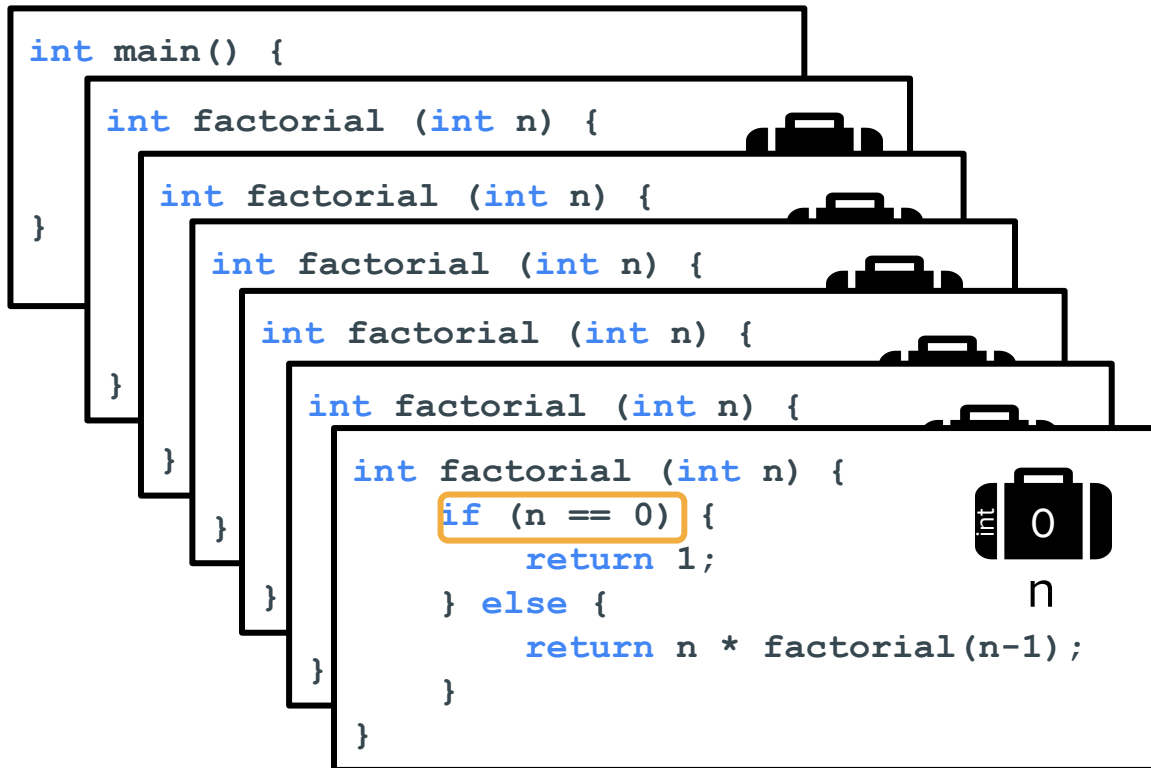 int main() {
}
int factorial (int n) {
}
int factorial (int n) {
}
int factorial (int n) {
}
int factorial (int n) {
}
int factorial (int n) {
}
int factorial (int n) {
if (n == 0) {
return 1;
} else {
return n * factorial(n-1);
}
}
int
0
n